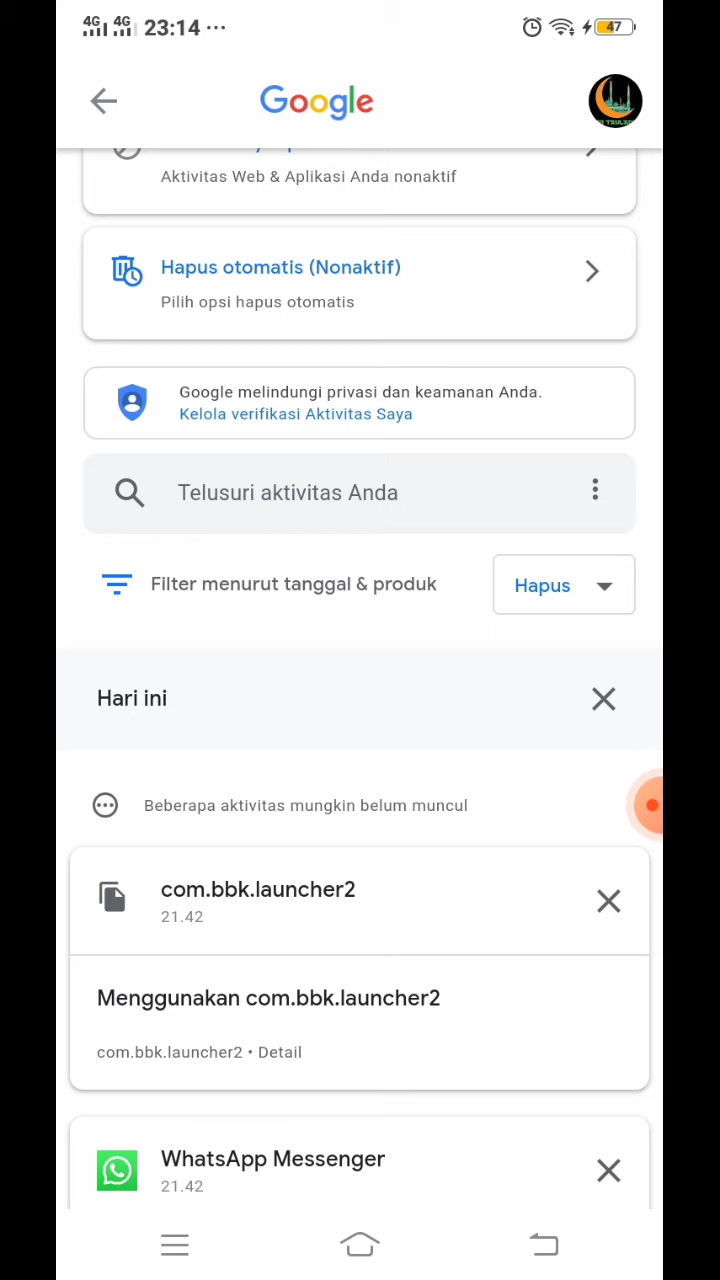 4G 4G 23:14 ... 47
Google
Aktivitas Web & Aplikasi Anda nonaktif
Hapus otomatis (Nonaktif)
Pilih opsi hapus otomatis
Google melindungi privasi dan keamanan Anda.
Kelola verifikasi Aktivitas Saya
Telusuri aktivitas Anda
Filter menurut tanggal & produk
Hapus
Hari ini
Beberapa aktivitas mungkin belum muncul
com.bbk.launcher2
21.42
Menggunakan com.bbk.launcher2
com.bbk.launcher2 • Detail
WhatsApp Messenger
21.42